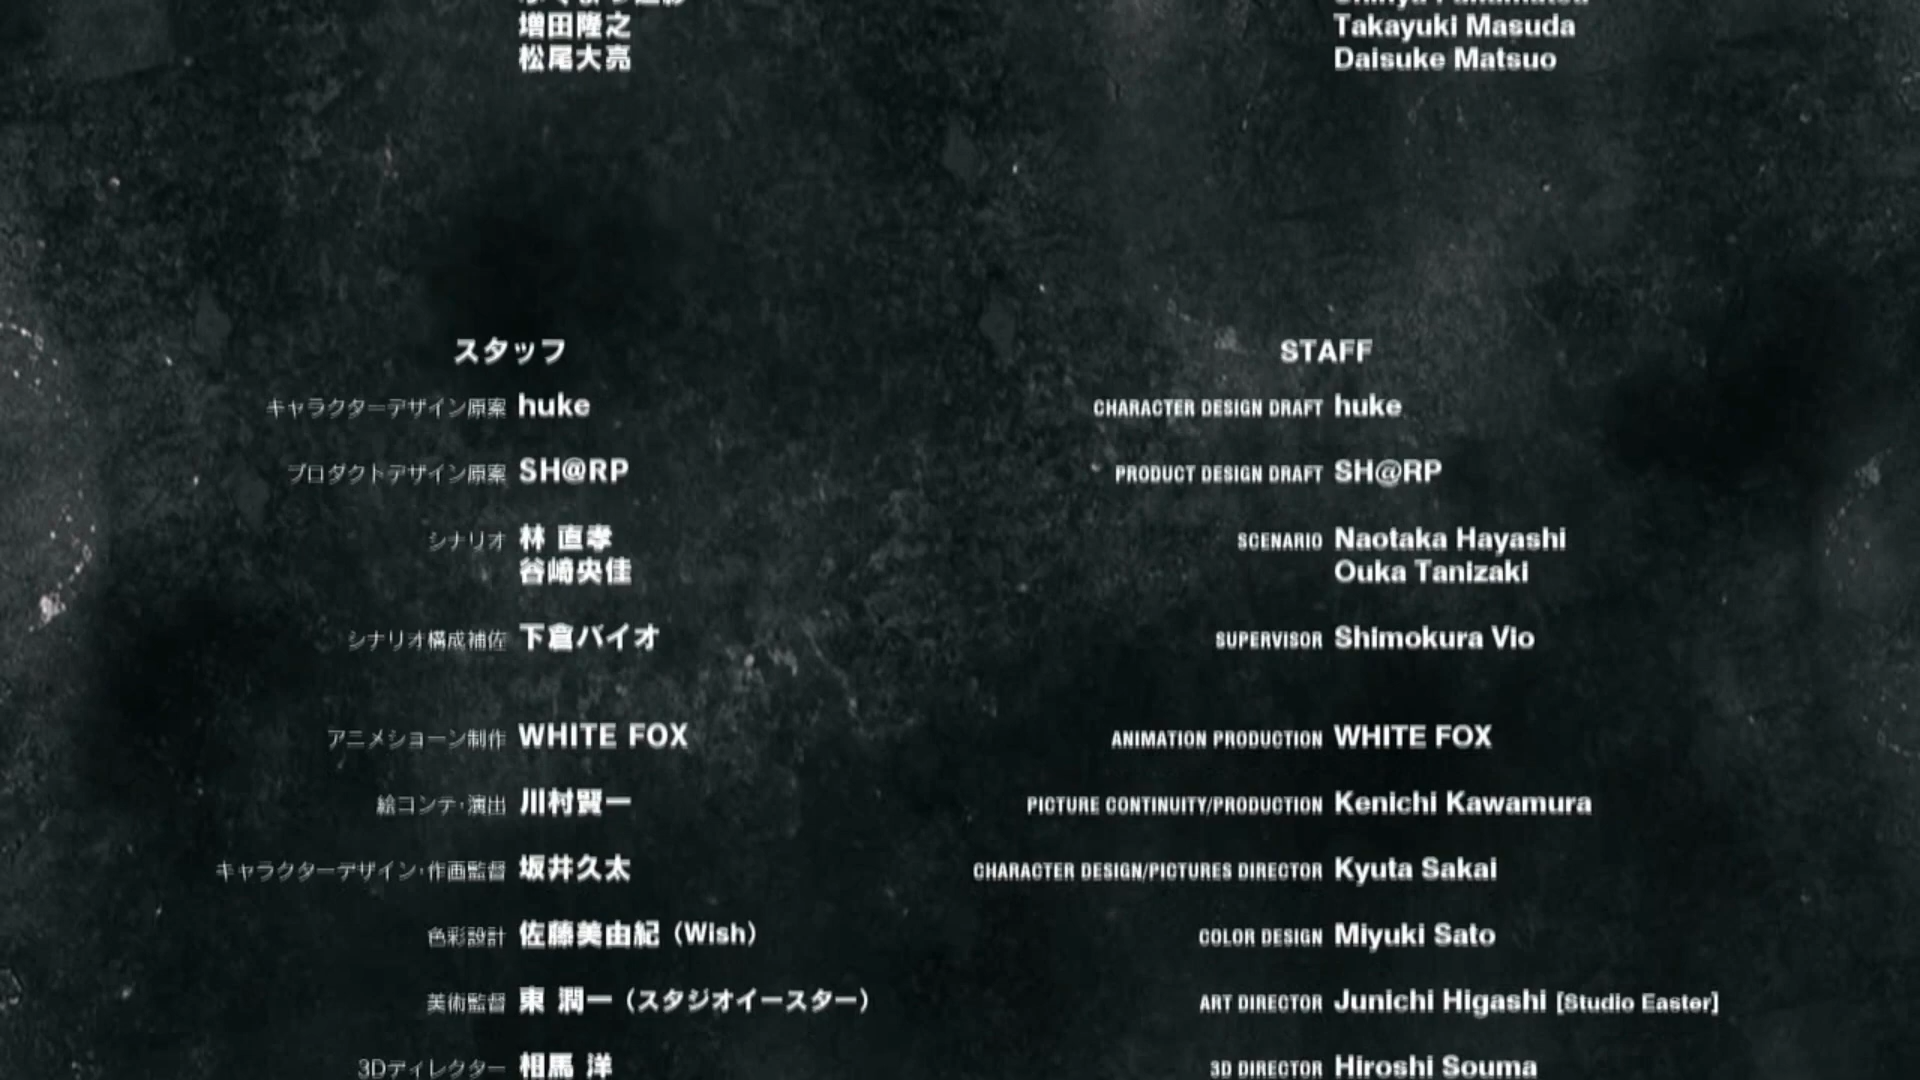 増田隆之
Takayuki Masuda
松尾大亮
Daisuke Matsuo
スタッフ
STAFF
キャラクターデザイン原案 huke
CHARACTER DESIGN DRAFT huke
プロダクトデザイン原案 SH@RP
PRODUCT DESIGN DRAFT SH@RP
シナリオ 林 直孝
SCENARIO Naotaka Hayashi
谷崎央佳
Ouka Tanizaki
シナリオ構成補佐 下倉バイオ
SUPERVISOR Shimokura Vio
アニメショーン制作 WHITE FOX
ANIMATION PRODUCTION WHITE FOX
絵コンテ・演出 川村賢一
PICTURE CONTINUITY/PRODUCTION Kenichi Kawamura
キャラクターデザイン・作画監督 坂井久太
CHARACTER DESIGN/PICTURES DIRECTOR Kyuta Sakai
色彩設計 佐藤美由紀（Wish）
COLOR DESIGN Miyuki Sato
美術監督 東 潤一（スタジオイースター）
ART DIRECTOR Junichi Higashi [Studio Easter]
3Dディレクター 相馬 洋
3D DIRECTOR Hiroshi Souma